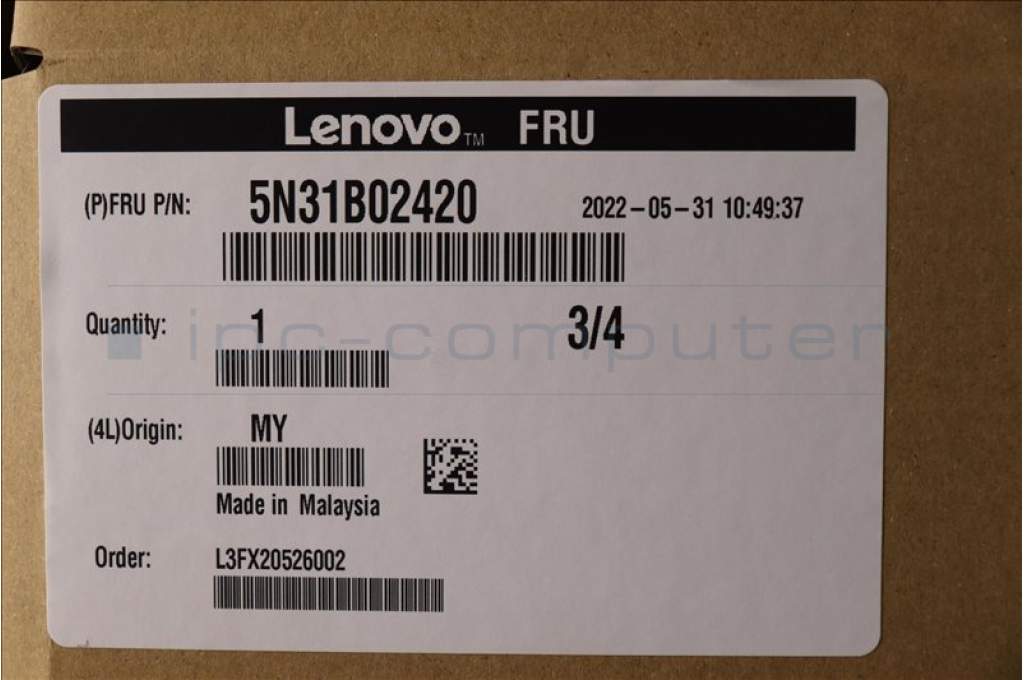 Lenovo™ FRU
(P)FRU P/N: 5N31B02420 2022-05-31 10:49:37
Quantity: 1 3/4
ipc-computer
(4L)Origin: MY
Made in Malaysia
Order: L3FX20526002